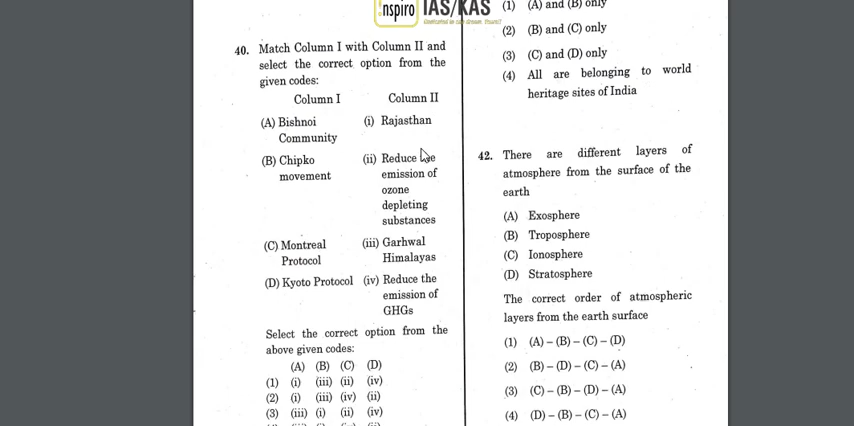 nspiro IAS/KAS
40. Match Column I with Column II and
select the correct option from the
given codes:
Column I Column II
(A) Bishnoi (i) Rajasthan
Community
(B) Chipko (ii) Reduce the
movement emission of
ozone
depleting
substances
(C) Montreal (iii) Garhwal
Protocol Himalayas
(D) Kyoto Protocol (iv) Reduce the
emission of
GHGs
Select the correct option from the
above given codes:
(A) (B) (C) (D)
(1) (i) (iii) (ii) (iv)
(2) (i) (iii) (iv) (ii)
(3) (iii) (i) (ii) (iv)
(1) (A) and (B) only
(2) (B) and (C) only
(3) (C) and (D) only
(4) All are belonging to world
heritage sites of India
42. There are different layers of
atmosphere from the surface of the
earth
(A) Exosphere
(B) Troposphere
(C) Ionosphere
(D) Stratosphere
The correct order of atmospheric
layers from the earth surface
(1) (A) – (B) – (C) – (D)
(2) (B) – (D) – (C) – (A)
(3) (C) – (B) – (D) – (A)
(4) (D) – (B) – (C) – (A)